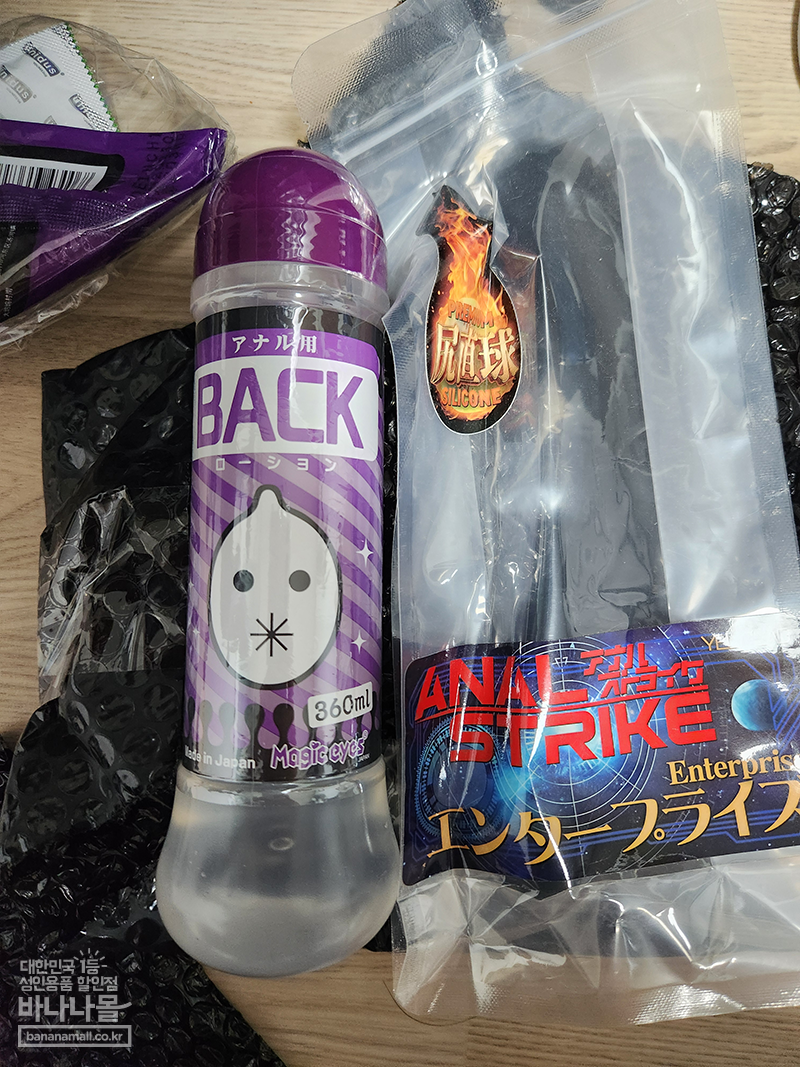 unidus
アナル用
BACK
ローション
360ml
Made in Japan
Magic eyes
PREMIUM
尻直球
SILICONE
ANAL
アナル
ストライク
STRIKE
Enterpris
エンタープライズ
대한민국 1등
성인용품 할인점
바나나몰
bananamall.co.kr